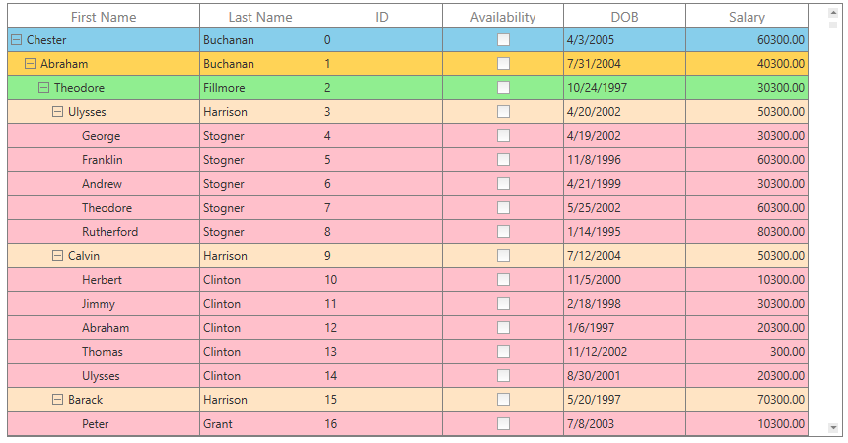 First Name Last Name ID Availability DOB Salary
Chester Buchanan 0 4/3/2005 60300.00
Abraham Buchanan 1 7/31/2004 40300.00
Theodore Fillmore 2 10/24/1997 30300.00
Ulysses Harrison 3 4/20/2002 50300.00
George Stogner 4 4/19/2002 30300.00
Franklin Stogner 5 11/8/1996 60300.00
Andrew Stogner 6 4/21/1999 30300.00
Theodore Stogner 7 5/25/2002 60300.00
Rutherford Stogner 8 1/14/1995 80300.00
Calvin Harrison 9 7/12/2004 50300.00
Herbert Clinton 10 11/5/2000 10300.00
Jimmy Clinton 11 2/18/1998 30300.00
Abraham Clinton 12 1/6/1997 20300.00
Thomas Clinton 13 11/12/2002 300.00
Ulysses Clinton 14 8/30/2001 20300.00
Barack Harrison 15 5/20/1997 70300.00
Peter Grant 16 7/8/2003 10300.00